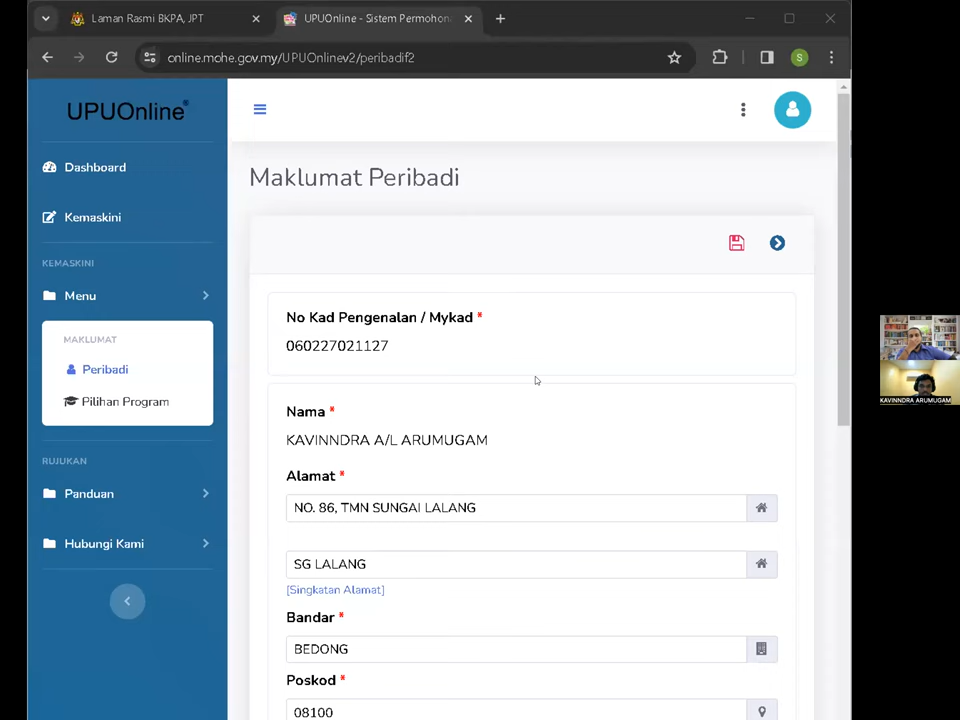 Laman Rasmi BKPA, JPT
UPUOnline - Sistem Permohon
online.mohe.gov.my/UPUOnlinev2/peribadif2
S
UPUOnline
Dashboard
Kemaskini
KEMASKINI
Menu
MAKLUMAT
Peribadi
Pilihan Program
RUJUKAN
Panduan
Hubungi Kami
Maklumat Peribadi
No Kad Pengenalan / Mykad *
060227021127
Nama *
KAVINNDRA A/L ARUMUGAM
Alamat *
NO. 86, TMN SUNGAI LALANG
SG LALANG
[Singkatan Alamat]
Bandar *
BEDONG
Poskod *
08100
KAVINNDRA ARUMUGAM